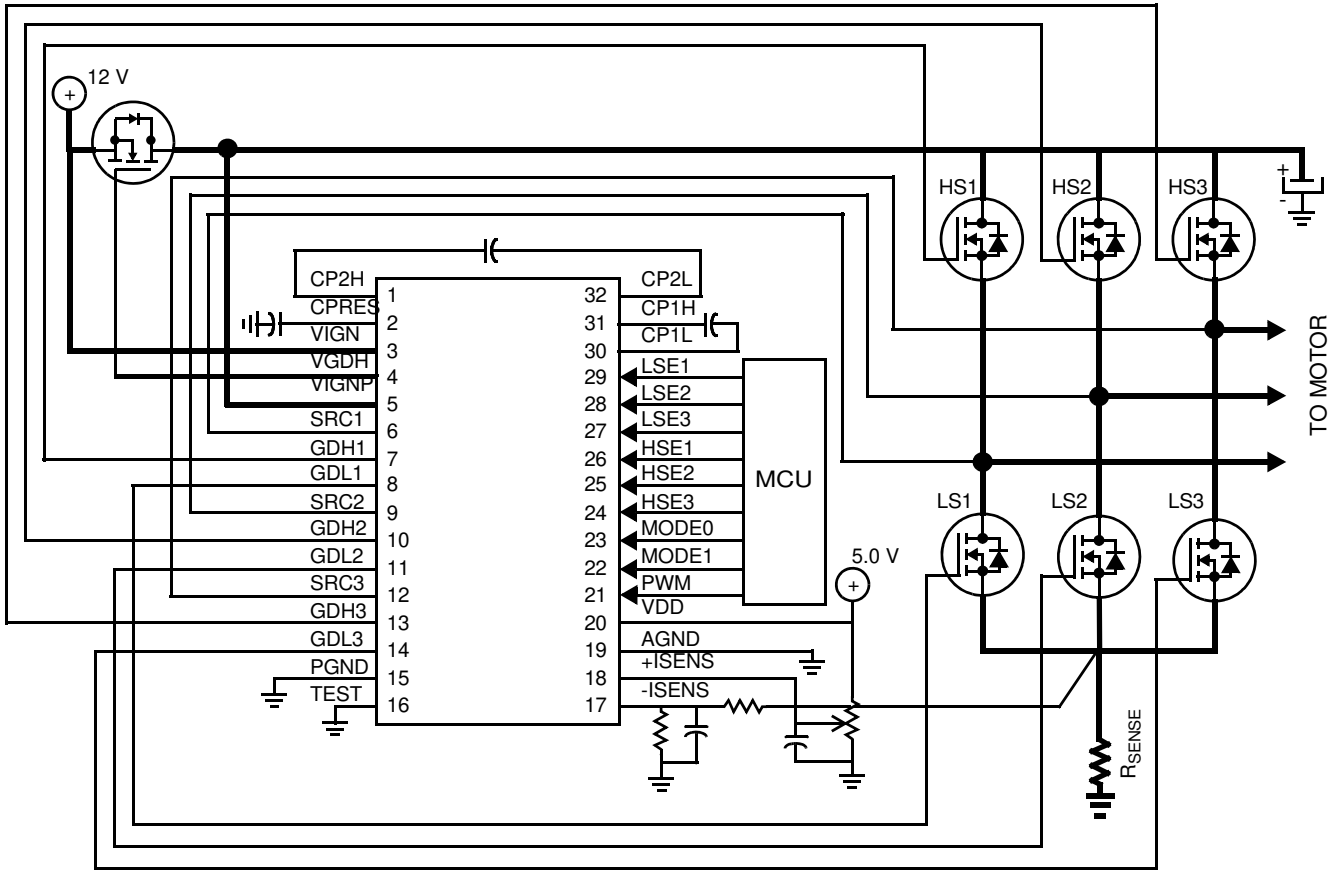 12 V
+
HS1
HS2
HS3
+
-
CP2H
1
CPRES
2
VIGN
3
VGDH
4
VIGNP
5
SRC1
6
GDH1
7
GDL1
8
SRC2
9
GDH2
10
GDL2
11
SRC3
12
GDH3
13
GDL3
14
PGND
15
TEST
16
32
CP2L
31
CP1H
30
CP1L
29
LSE1
28
LSE2
27
LSE3
26
HSE1
25
HSE2
24
HSE3
23
MODE0
22
MODE1
21
PWM
20
VDD
19
AGND
18
+ISENS
17
-ISENS
MCU
5.0 V
+
LS1
LS2
LS3
TO MOTOR
RSENSE